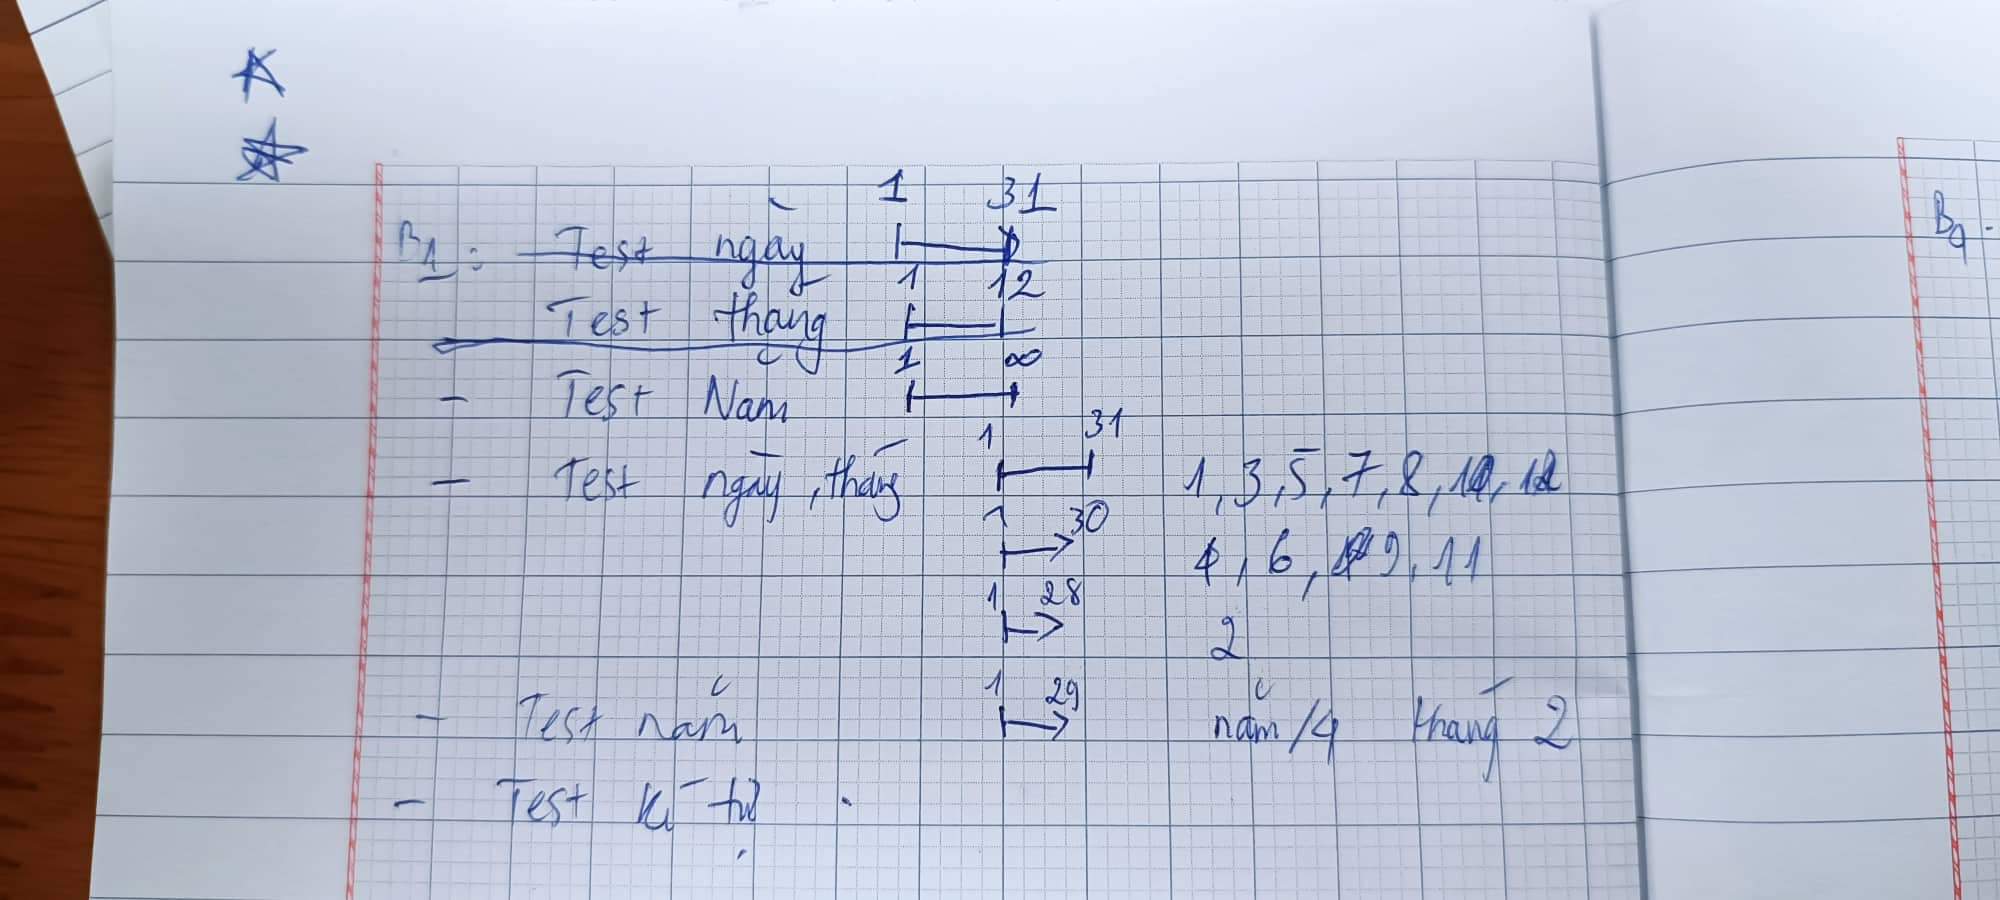 1 31
B1: Test ngày
1 12
Test tháng
1 ∞
- Test Năm
1 31
- Test ngày, tháng 1, 3, 5, 7, 8, 10, 12
1 30
4, 6, 9, 11
1 28
2
1 29
- Test năm năm /4 tháng 2
- Test kí tự .
B9.